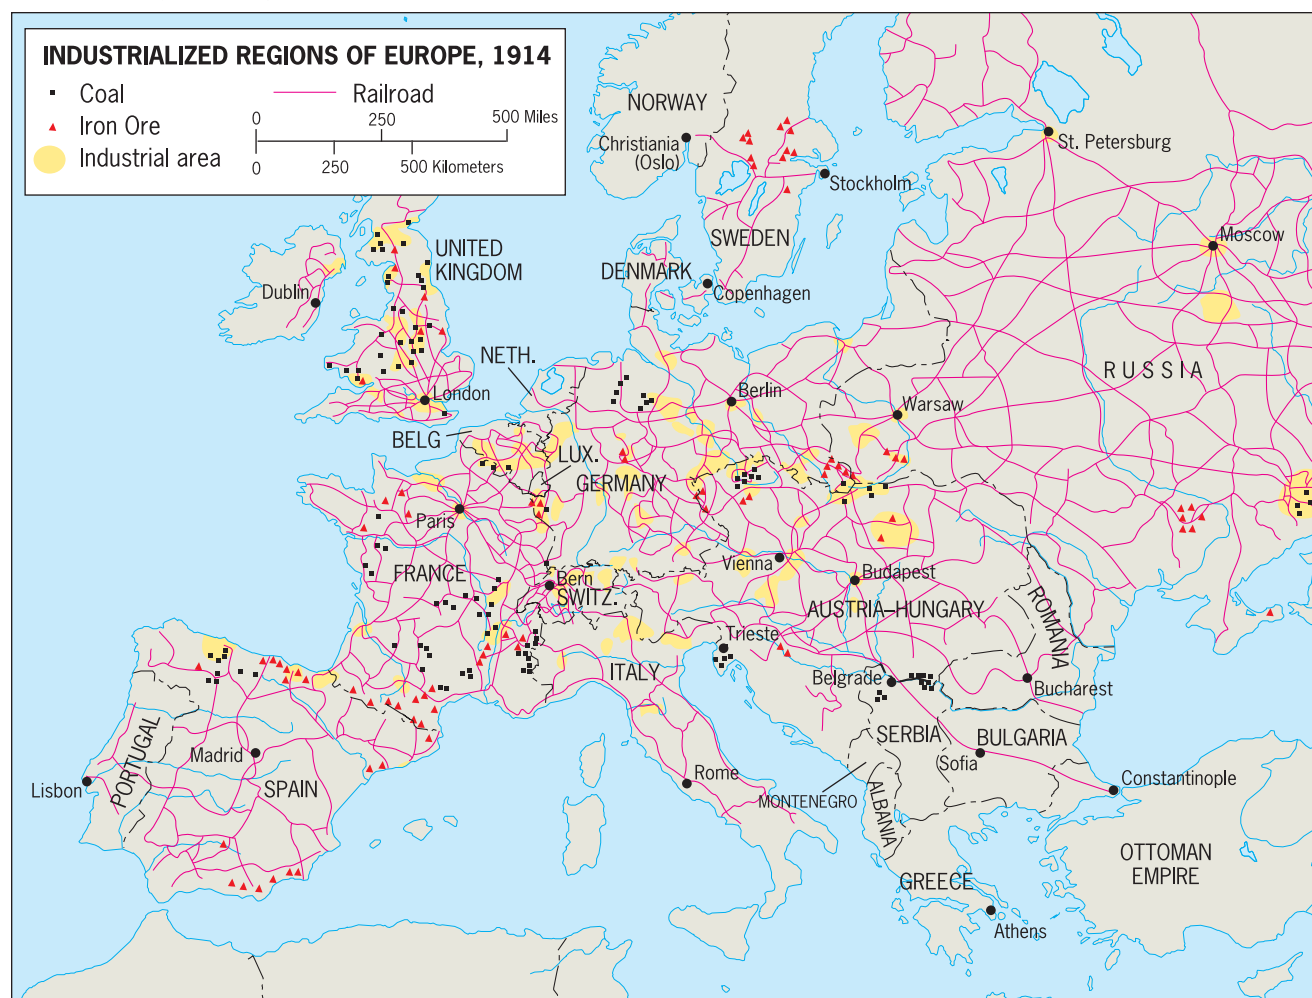 INDUSTRIALIZED REGIONS OF EUROPE, 1914
Coal
Railroad
Iron Ore
0 250 500 Miles
Industrial area
0 250 500 Kilometers
NORWAY
Christiania
(Oslo)
St. Petersburg
Stockholm
SWEDEN
Moscow
UNITED
KINGDOM
DENMARK
Dublin
Copenhagen
NETH.
RUSSIA
London
Berlin
Warsaw
BELG
LUX.
GERMANY
Paris
Vienna
FRANCE
Bern
SWITZ.
Budapest
AUSTRIA–HUNGARY
ROMANIA
Trieste
ITALY
Belgrade
Bucharest
PORTUGAL
Madrid
SERBIA
BULGARIA
Sofia
Lisbon
SPAIN
Rome
Constantinople
MONTENEGRO
ALBANIA
OTTOMAN
EMPIRE
GREECE
Athens